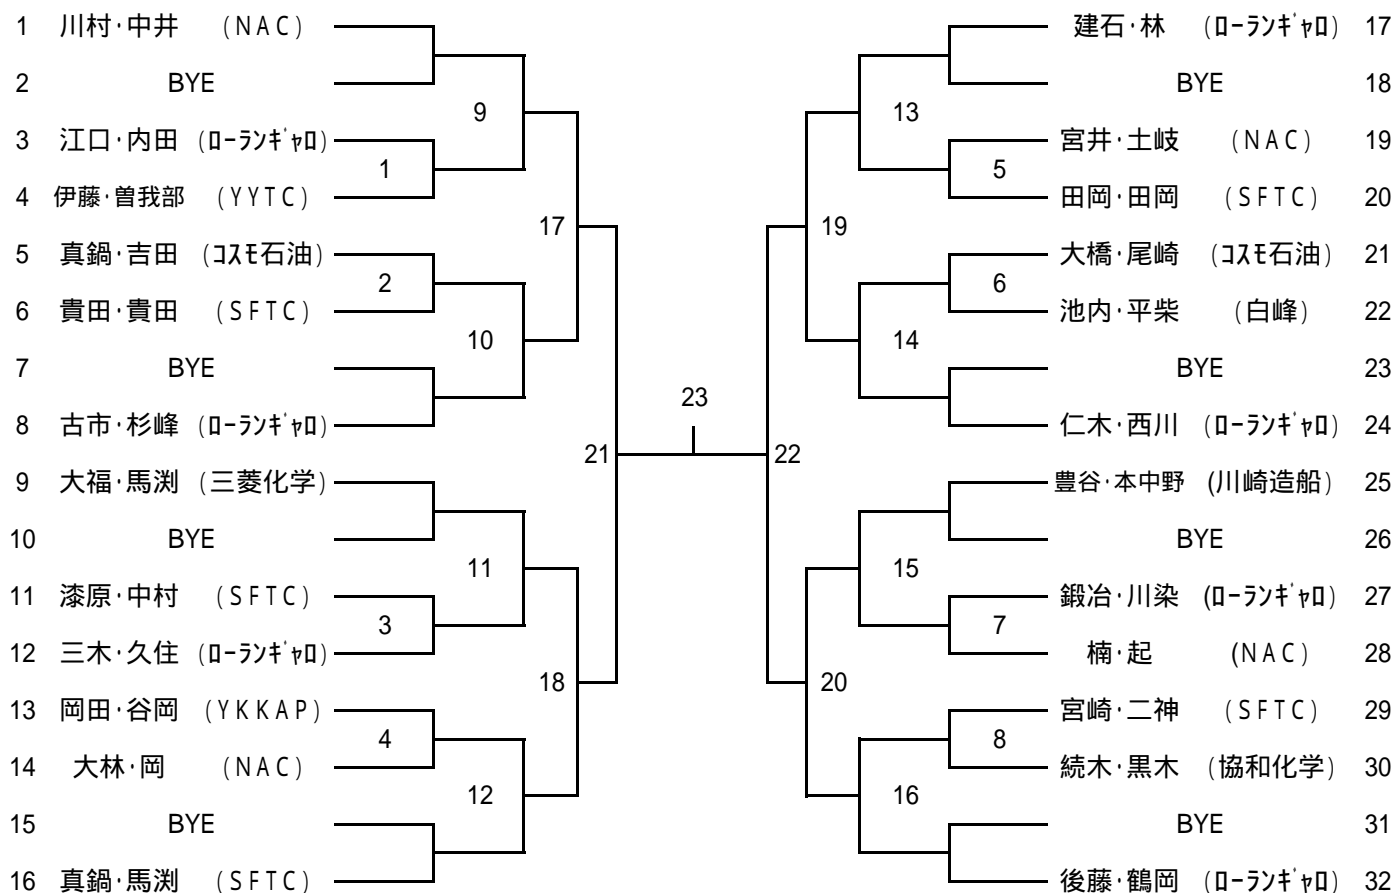 1 川村・中井 (NAC)
2 BYE
3 江口・内田 (ﾛｰﾗﾝｷﾞｬﾛ)
4 伊藤・曽我部 (YYTC)
5 真鍋・吉田 (ｺｽﾓ石油)
6 貴田・貴田 (SFTC)
7 BYE
8 古市・杉峰 (ﾛｰﾗﾝｷﾞｬﾛ)
9 大福・馬渕 (三菱化学)
10 BYE
11 漆原・中村 (SFTC)
12 三木・久住 (ﾛｰﾗﾝｷﾞｬﾛ)
13 岡田・谷岡 (YKKAP)
14 大林・岡 (NAC)
15 BYE
16 真鍋・馬渕 (SFTC)
9
1
17
2
10
21
11
3
18
4
12
23
13
5
19
6
14
22
15
7
20
8
16
建石・林 (ﾛｰﾗﾝｷﾞｬﾛ) 17
BYE 18
宮井・土岐 (NAC) 19
田岡・田岡 (SFTC) 20
大橋・尾崎 (ｺｽﾓ石油) 21
池内・平柴 (白峰) 22
BYE 23
仁木・西川 (ﾛｰﾗﾝｷﾞｬﾛ) 24
豊谷・本中野 (川崎造船) 25
BYE 26
鍛冶・川染 (ﾛｰﾗﾝｷﾞｬﾛ) 27
楠・起 (NAC) 28
宮崎・二神 (SFTC) 29
続木・黒木 (協和化学) 30
BYE 31
後藤・鶴岡 (ﾛｰﾗﾝｷﾞｬﾛ) 32